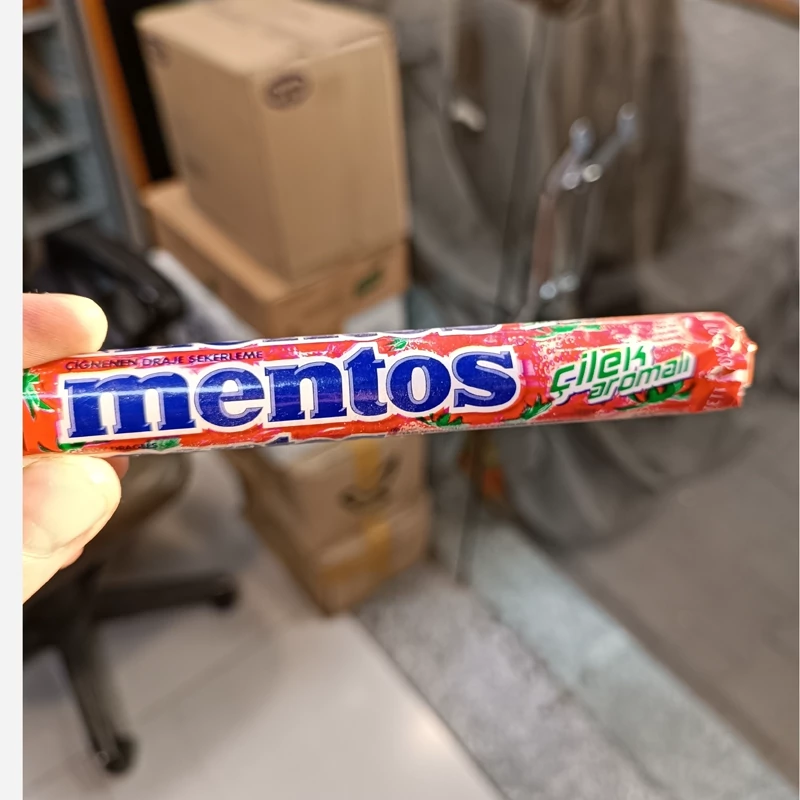 ÇİĞNENEN DRAJE ŞEKERLEME
mentos
çilek
aromalı